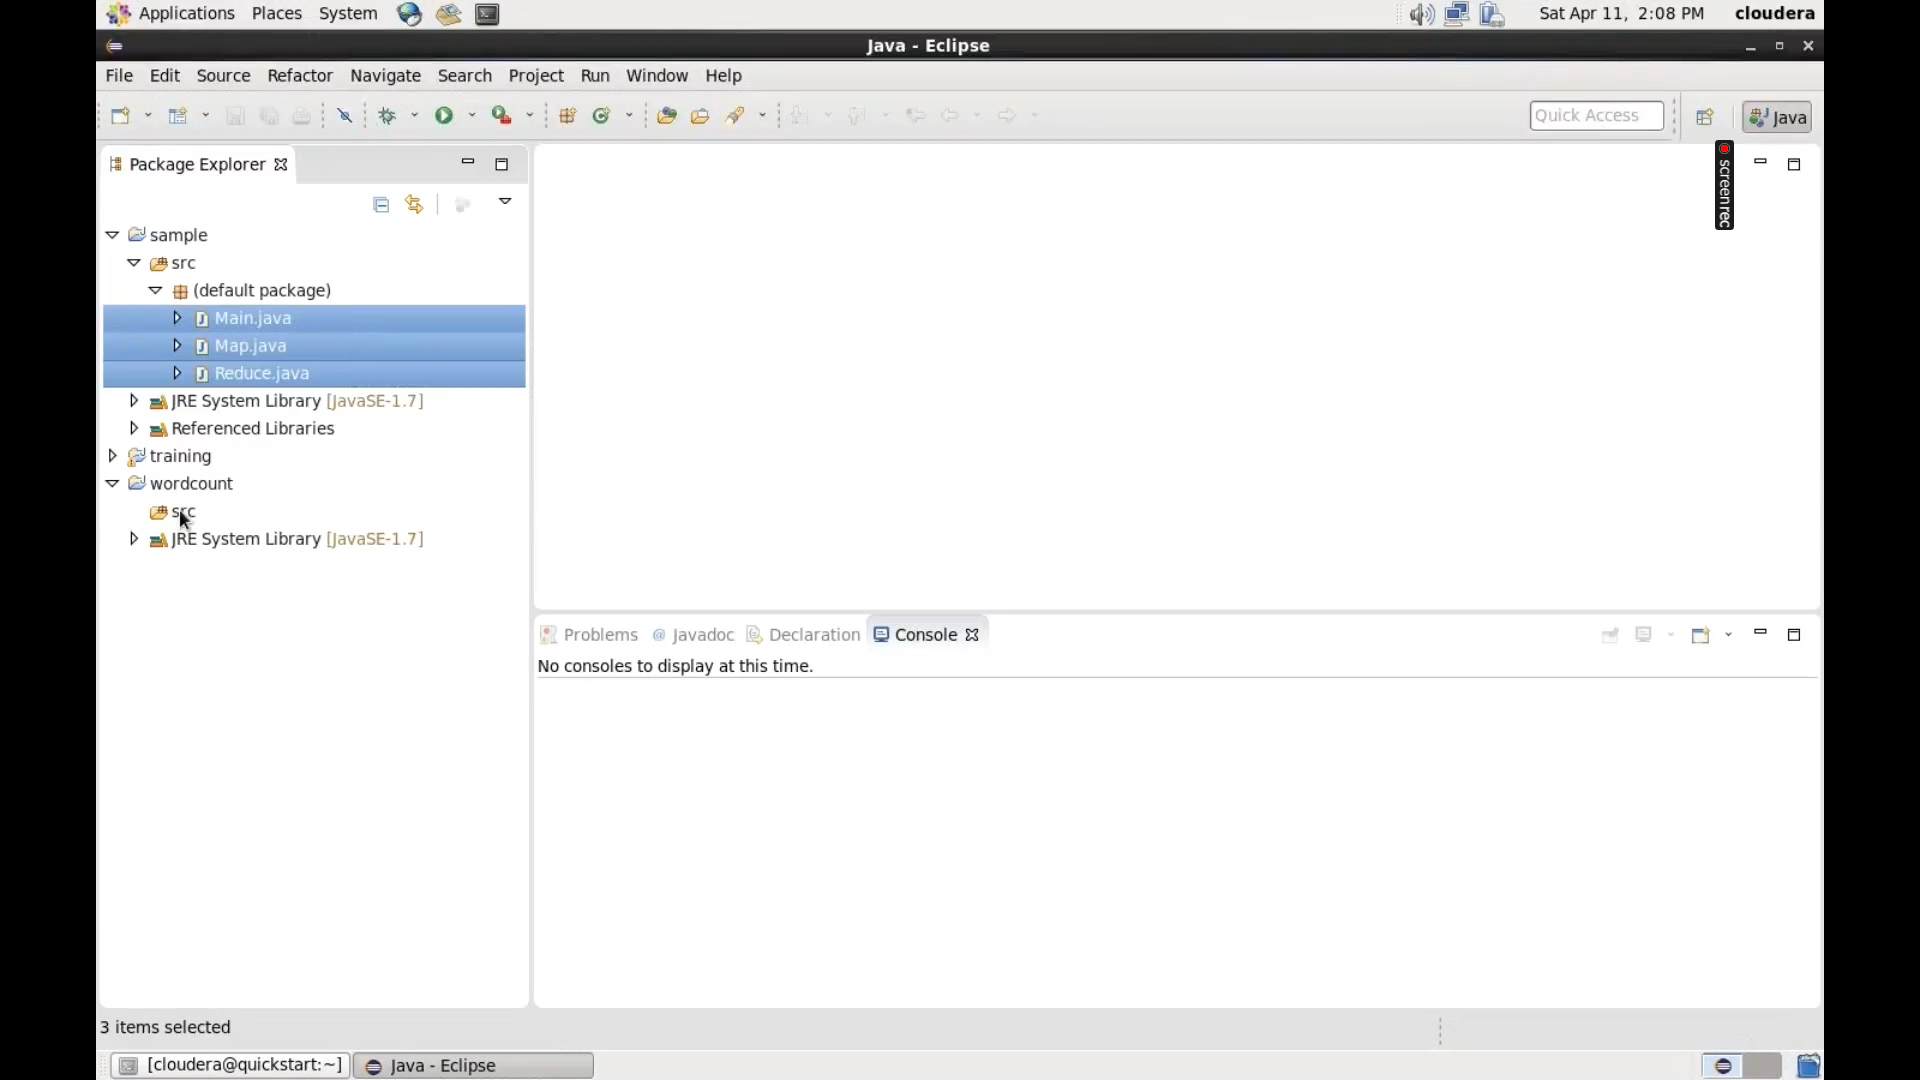 Applications Places System Sat Apr 11, 2:08 PM cloudera
Java - Eclipse
File Edit Source Refactor Navigate Search Project Run Window Help
Quick Access Java
Package Explorer
screenrec
sample
src
(default package)
Main.java
Map.java
Reduce.java
JRE System Library [JavaSE-1.7]
Referenced Libraries
training
wordcount
src
JRE System Library [JavaSE-1.7]
Problems @ Javadoc Declaration Console
No consoles to display at this time.
3 items selected
[cloudera@quickstart:~] Java - Eclipse